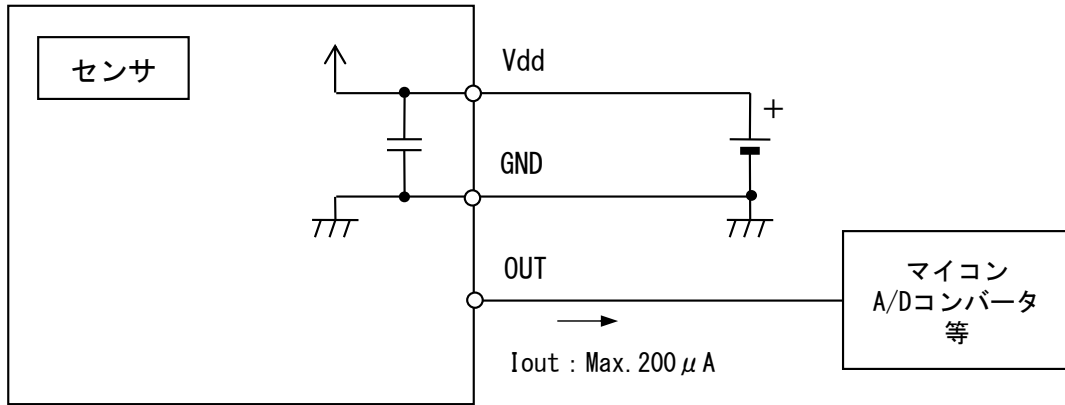 センサ
Vdd
+
GND
OUT
マイコン
A/Dコンバータ
等
Iout : Max. 200 μA